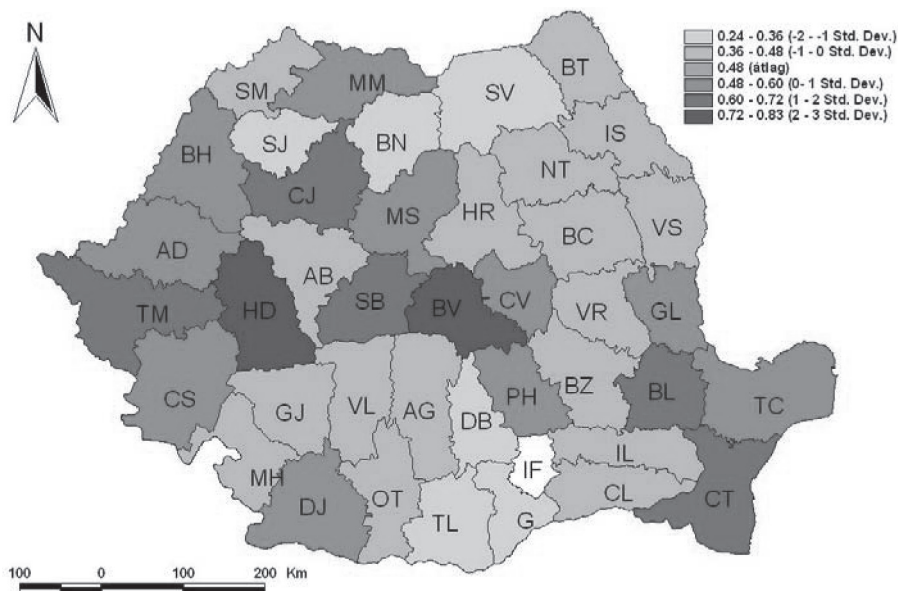 N
0.24 - 0.36 (-2 - -1 Std. Dev.)
0.36 - 0.48 (-1 - 0 Std. Dev.)
0.48 (átlag)
0.48 - 0.60 (0- 1 Std. Dev.)
0.60 - 0.72 (1 - 2 Std. Dev.)
0.72 - 0.83 (2 - 3 Std. Dev.)
SM MM SV BT
BH SJ BN IS
CJ NT
MS HR
AD AB BC VS
TM HD SB BV CV VR GL
CS GJ VL AG PH BZ BL TC
DB
MH IF IL
DJ OT TL G CL CT
100 0 100 200 Km